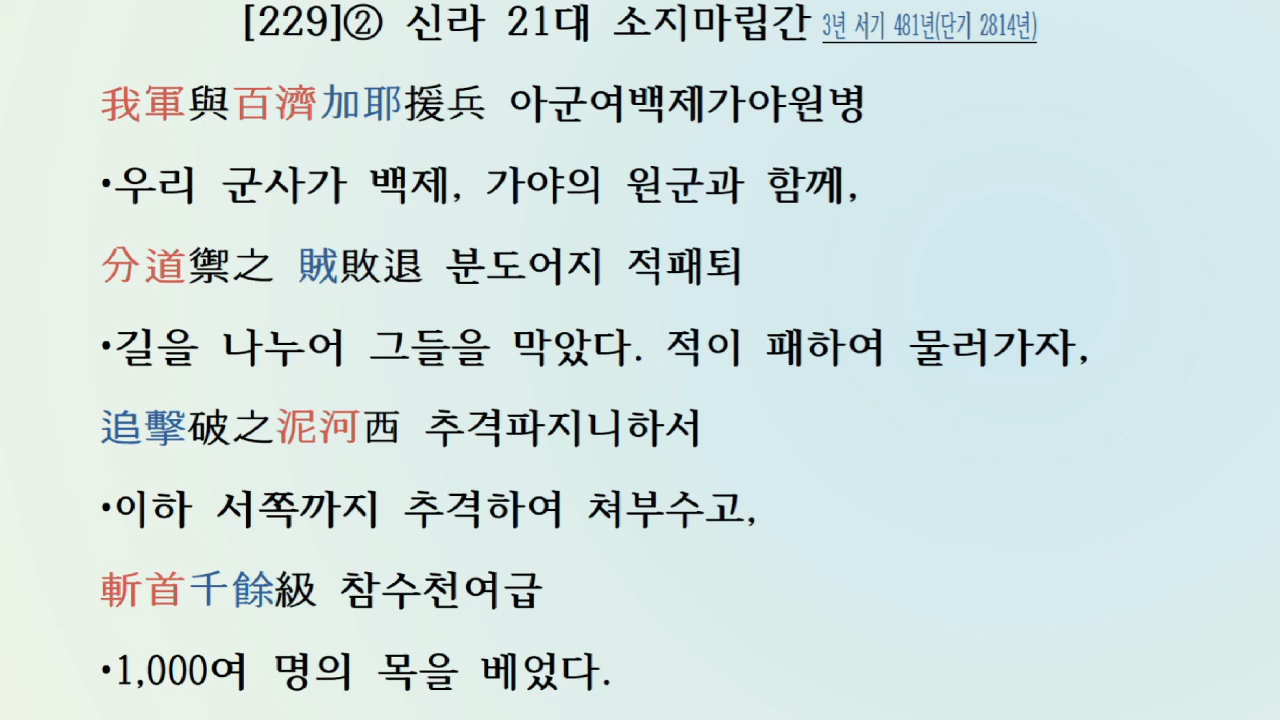 [229]② 신라 21대 소지마립간 3년 서기 481년(단기 2814년)
我軍與百濟加耶援兵 아군여백제가야원병
•우리 군사가 백제, 가야의 원군과 함께,
分道禦之 賊敗退 분도어지 적패퇴
•길을 나누어 그들을 막았다. 적이 패하여 물러가자,
追擊破之泥河西 추격파지니하서
•이하 서쪽까지 추격하여 쳐부수고,
斬首千餘級 참수천여급
•1,000여 명의 목을 베었다.